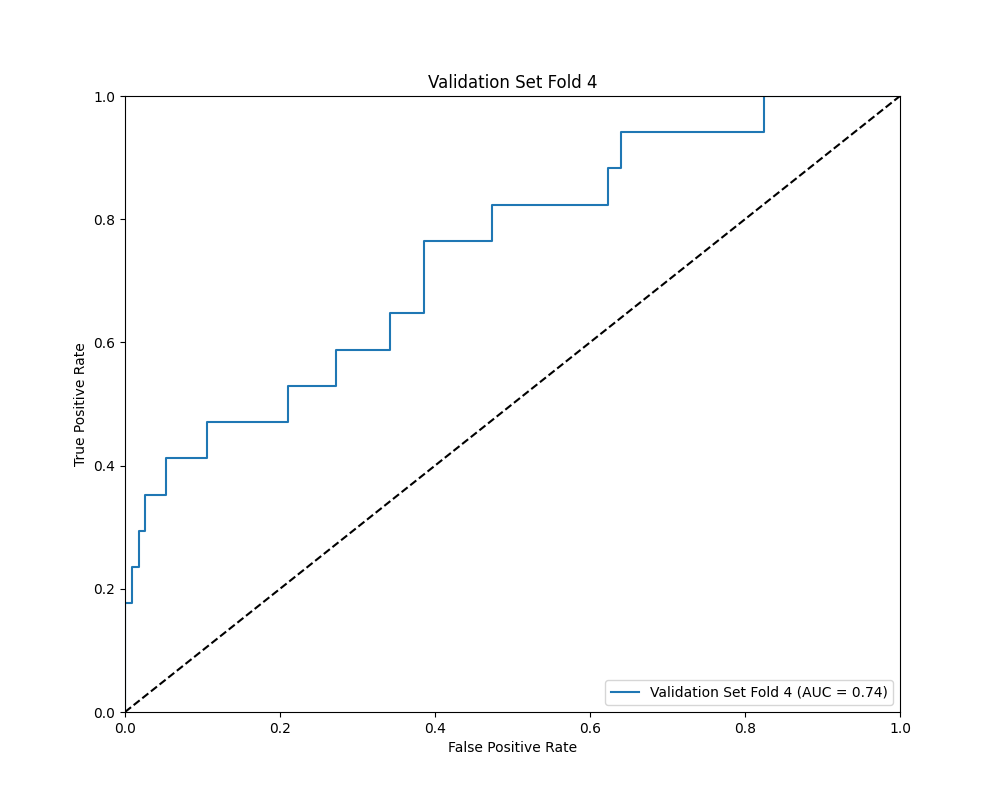 Validation Set Fold 4
1.0
0.8
0.6
0.4
0.2
0.0
True Positive Rate
0.0 0.2 0.4 0.6 0.8 1.0
False Positive Rate
Validation Set Fold 4 (AUC = 0.74)